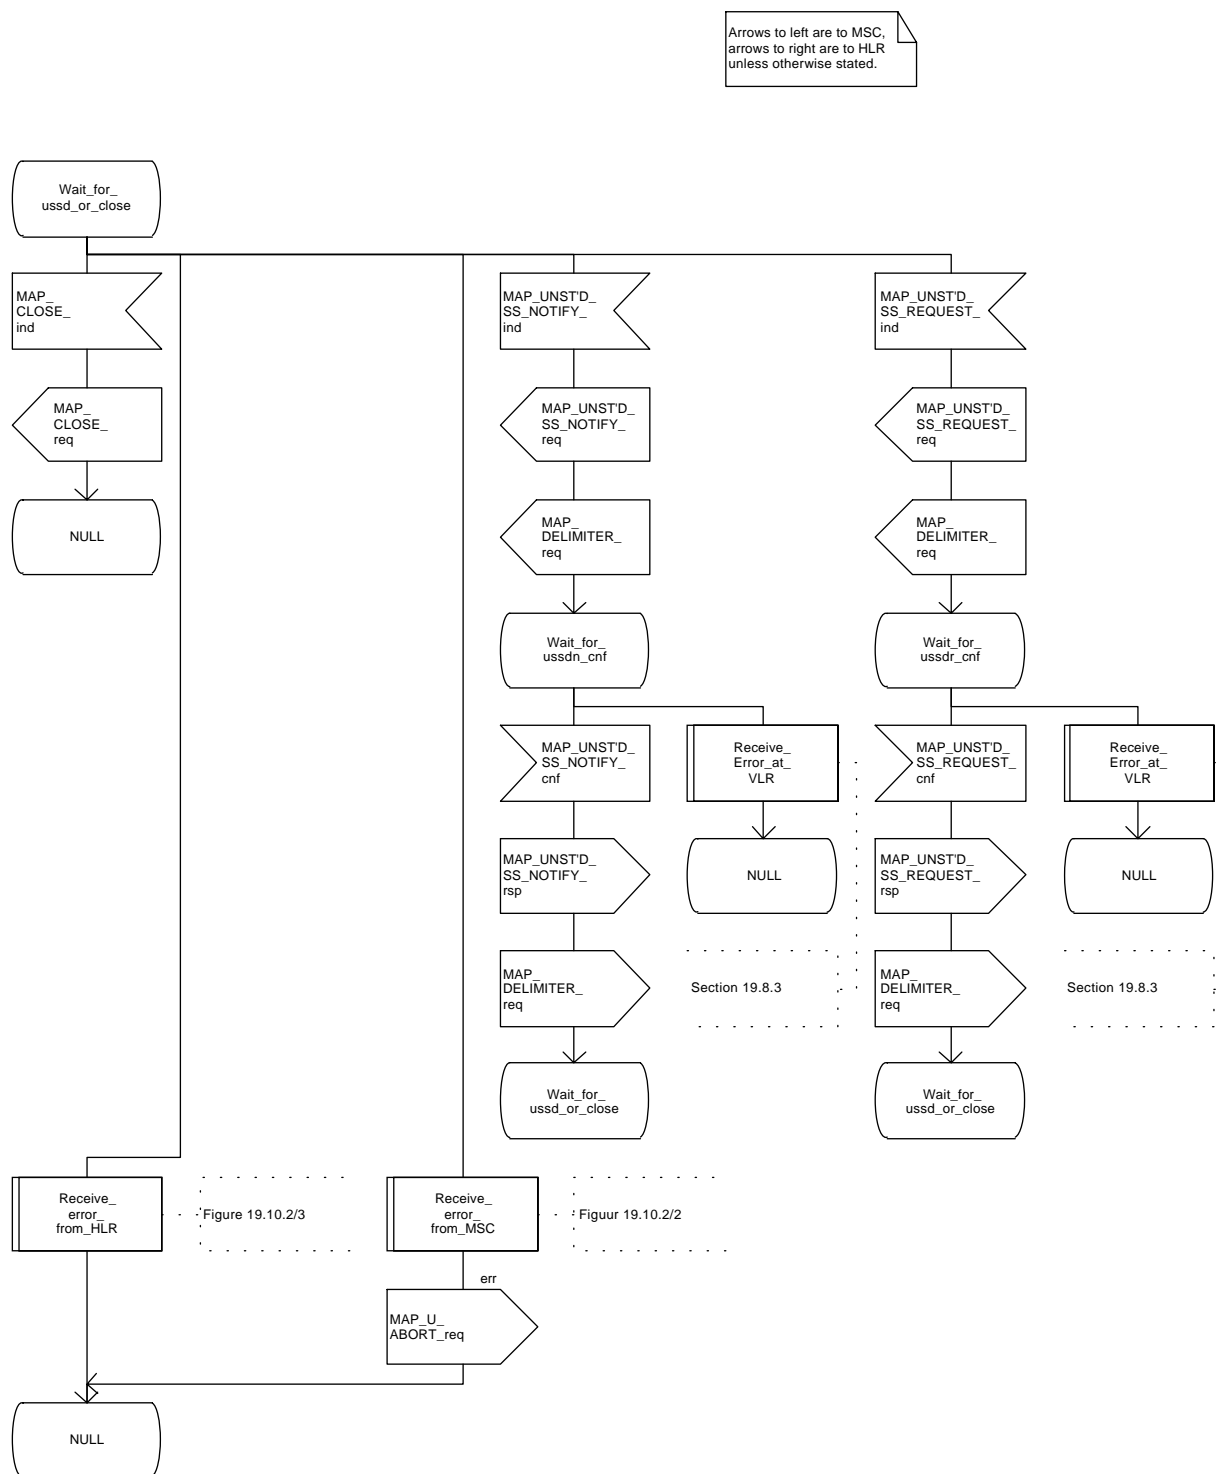 Arrows to left are to MSC,
arrows to right are to HLR
unless otherwise stated.
Wait_for_
ussd_or_close
MAP_
CLOSE_
ind
MAP_UNST'D_
SS_NOTIFY_
ind
MAP_UNST'D_
SS_REQUEST_
ind
MAP_
CLOSE_
req
MAP_UNST'D_
SS_NOTIFY_
req
MAP_UNST'D_
SS_REQUEST_
req
NULL
MAP_
DELIMITER_
req
MAP_
DELIMITER_
req
Wait_for_
ussdn_cnf
Wait_for_
ussdr_cnf
MAP_UNST'D_
SS_NOTIFY_
cnf
Receive_
Error_at_
VLR
MAP_UNST'D_
SS_REQUEST_
cnf
Receive_
Error_at_
VLR
MAP_UNST'D_
SS_NOTIFY_
rsp
NULL
MAP_UNST'D_
SS_REQUEST_
rsp
NULL
MAP_
DELIMITER_
req
Section 19.8.3
MAP_
DELIMITER_
req
Section 19.8.3
Wait_for_
ussd_or_close
Wait_for_
ussd_or_close
Receive_
error_
from_HLR
Figure 19.10.2/3
Receive_
error_
from_MSC
Figuur 19.10.2/2
err
MAP_U_
ABORT_req
NULL